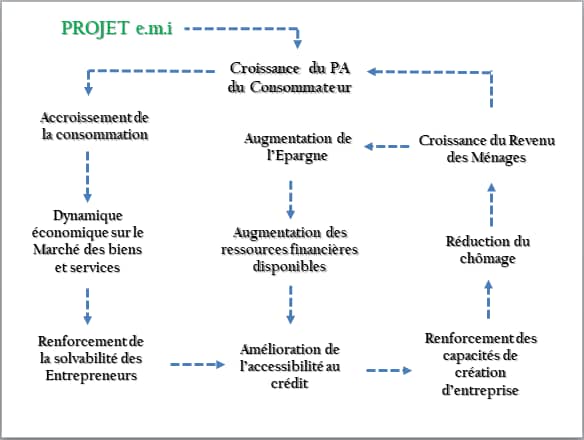 PROJET e.m.i
Croissance du PA
du Consommateur
Accroissement de
la consommation
Augmentation de
l'Epargne
Croissance du Revenu
des Ménages
Dynamique
économique sur le
Marché des biens
et services
Augmentation des
ressources financières
disponibles
Réduction du
chômage
Renforcement de
la solvabilité des
Entrepreneurs
Amélioration de
l'accessibilité au
crédit
Renforcement des
capacités de
création
d'entreprise